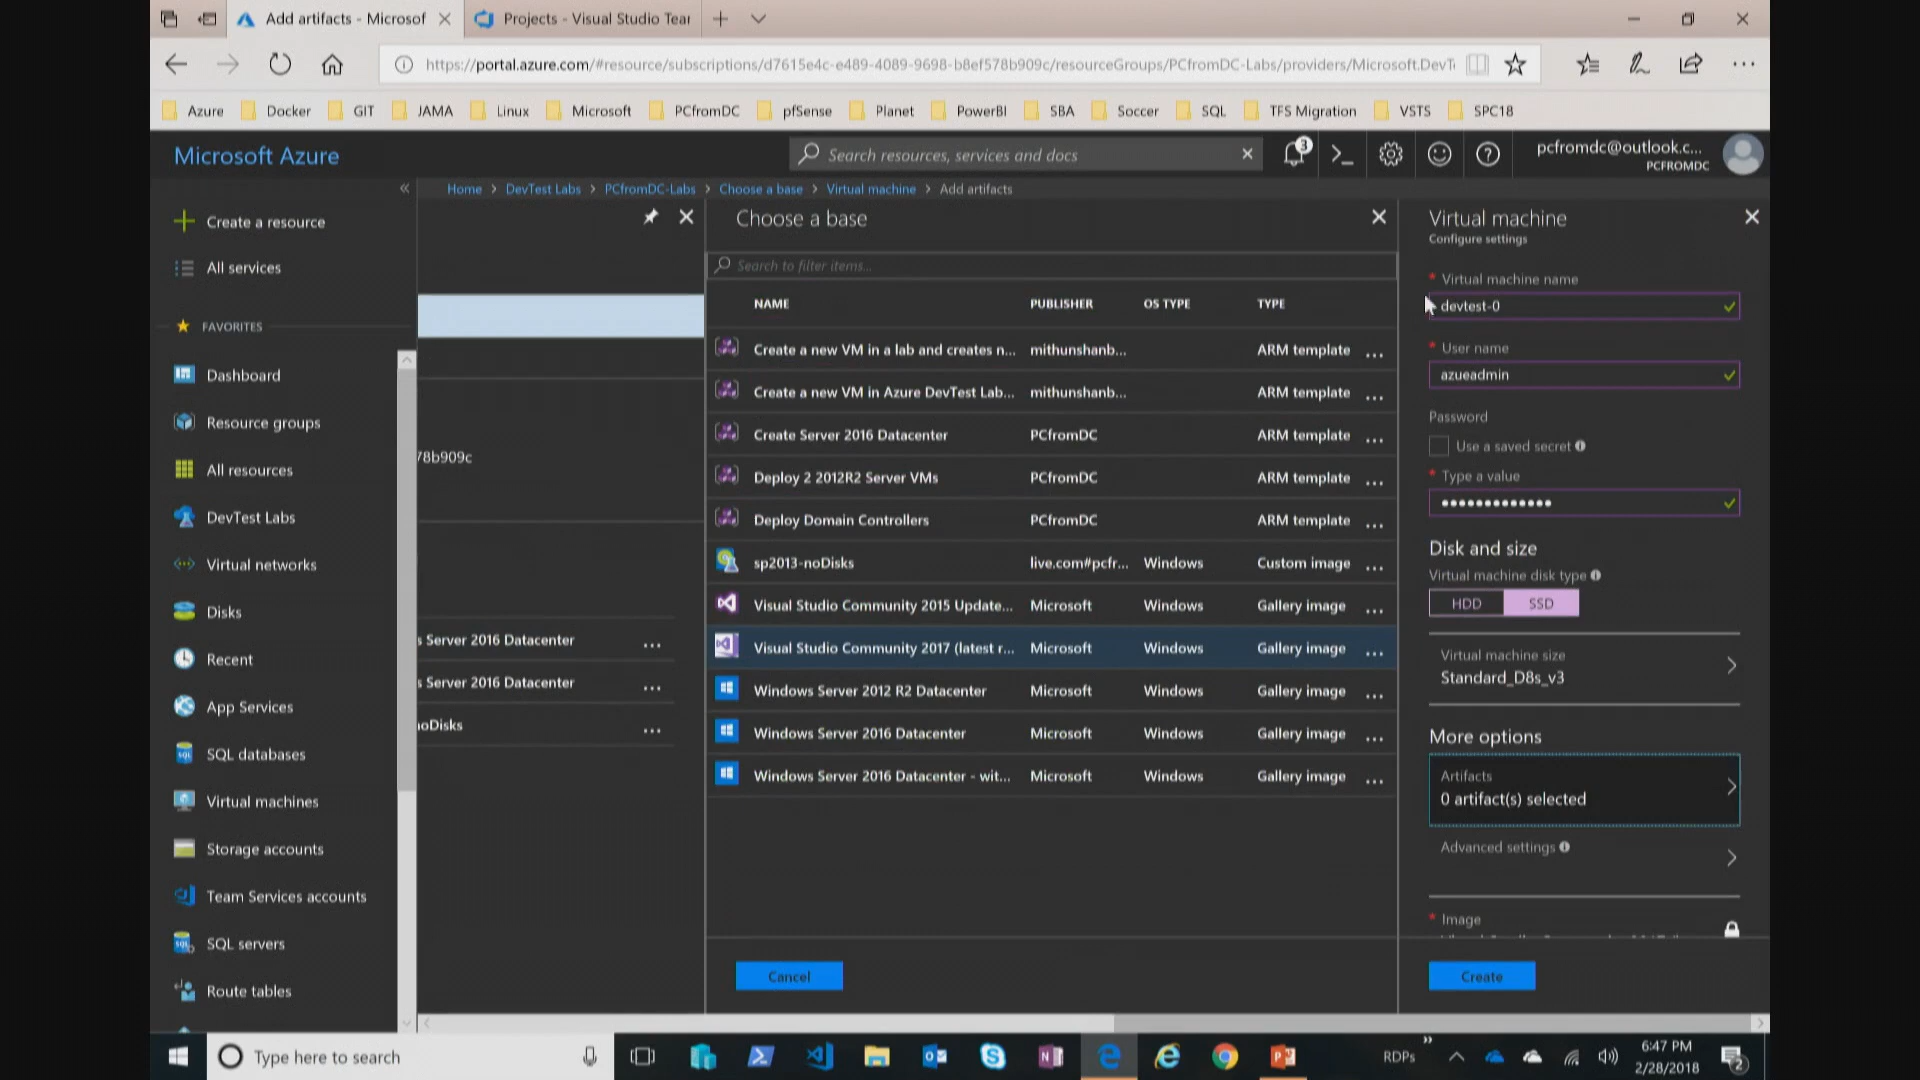 Add artifacts - Microsof
Projects - Visual Studio Tear
https://portal.azure.com/#resource/subscriptions/d7615e4c-e489-4089-9698-b8ef578b909c/resourceGroups/PCfromDC-Labs/providers/Microsoft.DevT
Azure Docker GIT JAMA Linux Microsoft PCfromDC pfSense Planet PowerBI SBA Soccer SQL TFS Migration VSTS SPC18
Microsoft Azure
Search resources, services and docs
3
pcfromdc@outlook.c...
PCFROMDC
Home > DevTest Labs > PCfromDC-Labs > Choose a base > Virtual machine > Add artifacts
Create a resource
All services
FAVORITES
Dashboard
Resource groups
All resources
DevTest Labs
Virtual networks
Disks
Recent
App Services
SQL databases
Virtual machines
Storage accounts
Team Services accounts
SQL servers
Route tables
78b909c
s Server 2016 Datacenter ...
s Server 2016 Datacenter ...
noDisks ...
Choose a base
Search to filter items...
NAME PUBLISHER OS TYPE TYPE
Create a new VM in a lab and creates n... mithunshanb... ARM template ...
Create a new VM in Azure DevTest Lab... mithunshanb... ARM template ...
Create Server 2016 Datacenter PCfromDC ARM template ...
Deploy 2 2012R2 Server VMs PCfromDC ARM template ...
Deploy Domain Controllers PCfromDC ARM template ...
sp2013-noDisks live.com#pcfr... Windows Custom image ...
Visual Studio Community 2015 Update... Microsoft Windows Gallery image ...
Visual Studio Community 2017 (latest r... Microsoft Windows Gallery image ...
Windows Server 2012 R2 Datacenter Microsoft Windows Gallery image ...
Windows Server 2016 Datacenter Microsoft Windows Gallery image ...
Windows Server 2016 Datacenter - wit... Microsoft Windows Gallery image ...
Cancel
Virtual machine
Configure settings
* Virtual machine name
devtest-0
* User name
azueadmin
Password
Use a saved secret
* Type a value
•••••••••••••
Disk and size
Virtual machine disk type
HDD SSD
Virtual machine size
Standard_D8s_v3
More options
Artifacts
0 artifact(s) selected
Advanced settings
* Image
Create
Type here to search
RDPs
6:47 PM
2/28/2018
2